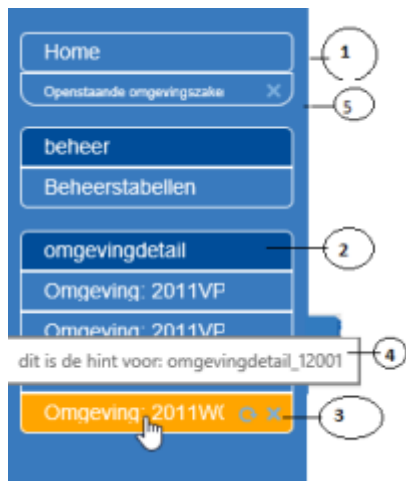 Home
1
Openstaande omgevingszake
5
beheer
Beheerstabellen
omgevingdetail
2
Omgeving: 2011VP
Omgeving: 2011VP
dit is de hint voor: omgevingdetail_12001
4
Omgeving: 2011W
3